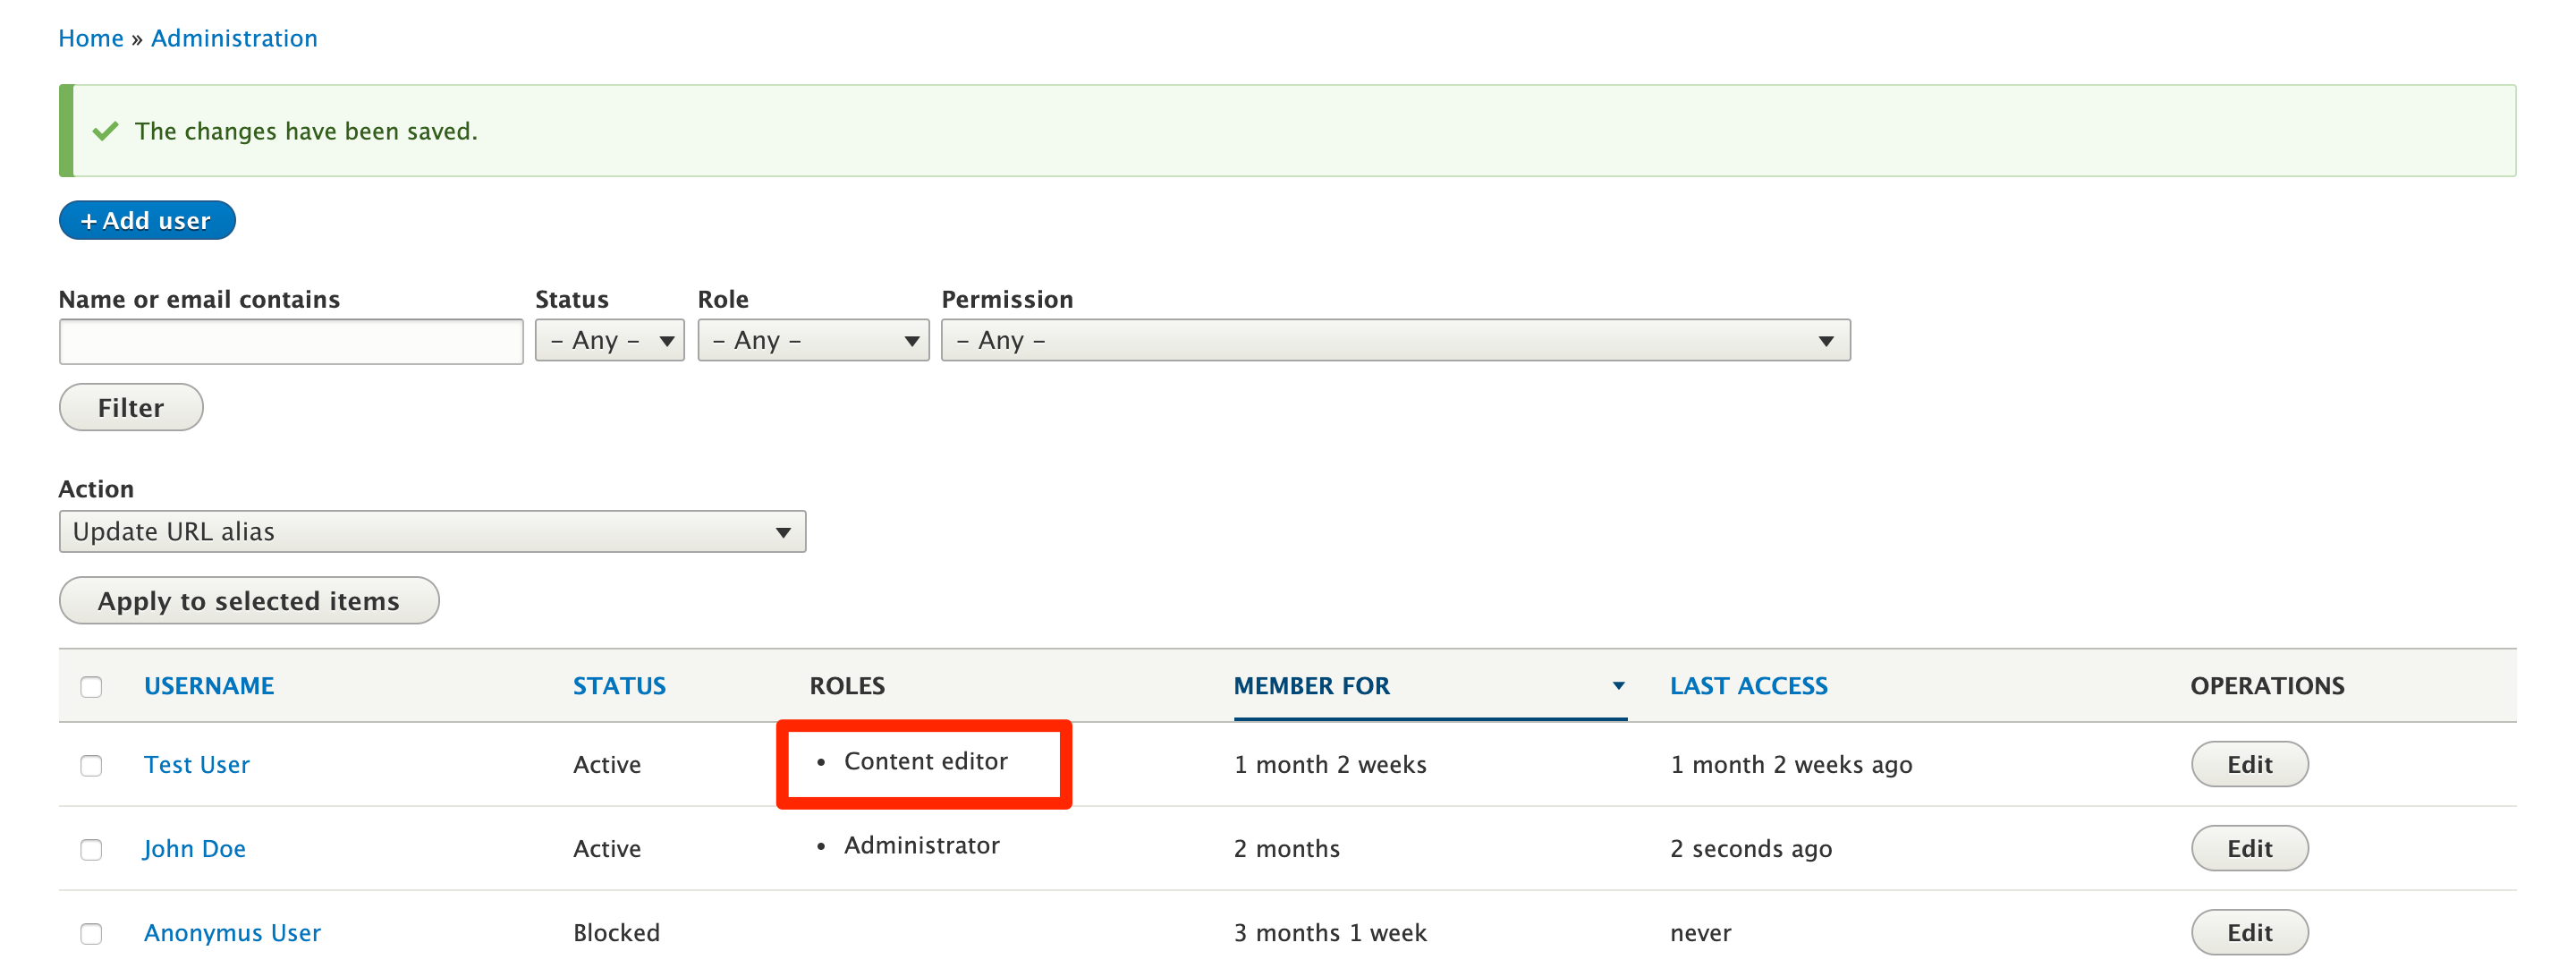 Home » Administration
The changes have been saved.
+ Add user
Name or email contains Status Role Permission
– Any – – Any – – Any –
Filter
Action
Update URL alias
Apply to selected items
USERNAME STATUS ROLES MEMBER FOR LAST ACCESS OPERATIONS
Test User Active • Content editor 1 month 2 weeks 1 month 2 weeks ago Edit
John Doe Active • Administrator 2 months 2 seconds ago Edit
Anonymus User Blocked 3 months 1 week never Edit